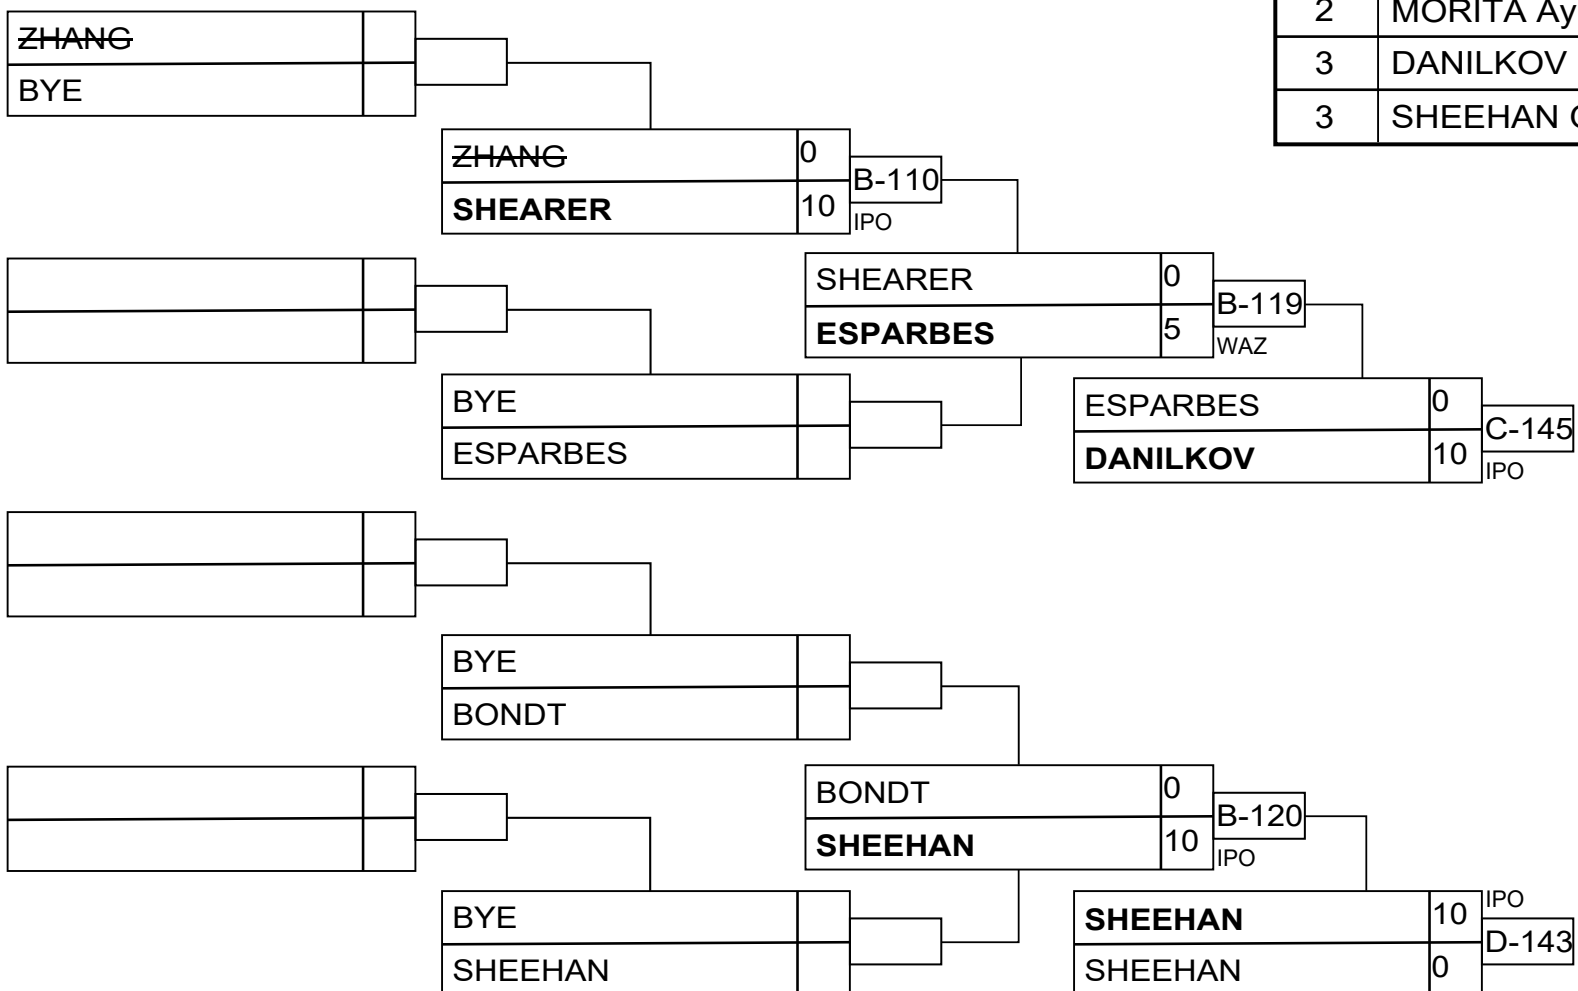 2 MORITA Ay
3 DANILKOV
3 SHEEHAN
ZHANG
BYE
ZHANG 0
SHEARER 10
B-110
IPO
SHEARER 0
ESPARBES 5
B-119
WAZ
BYE
ESPARBES
ESPARBES 0
DANILKOV 10
C-145
IPO
BYE
BONDT
BONDT 0
SHEEHAN 10
B-120
IPO
BYE
SHEEHAN
IPO
SHEEHAN 10
SHEEHAN 0
D-143